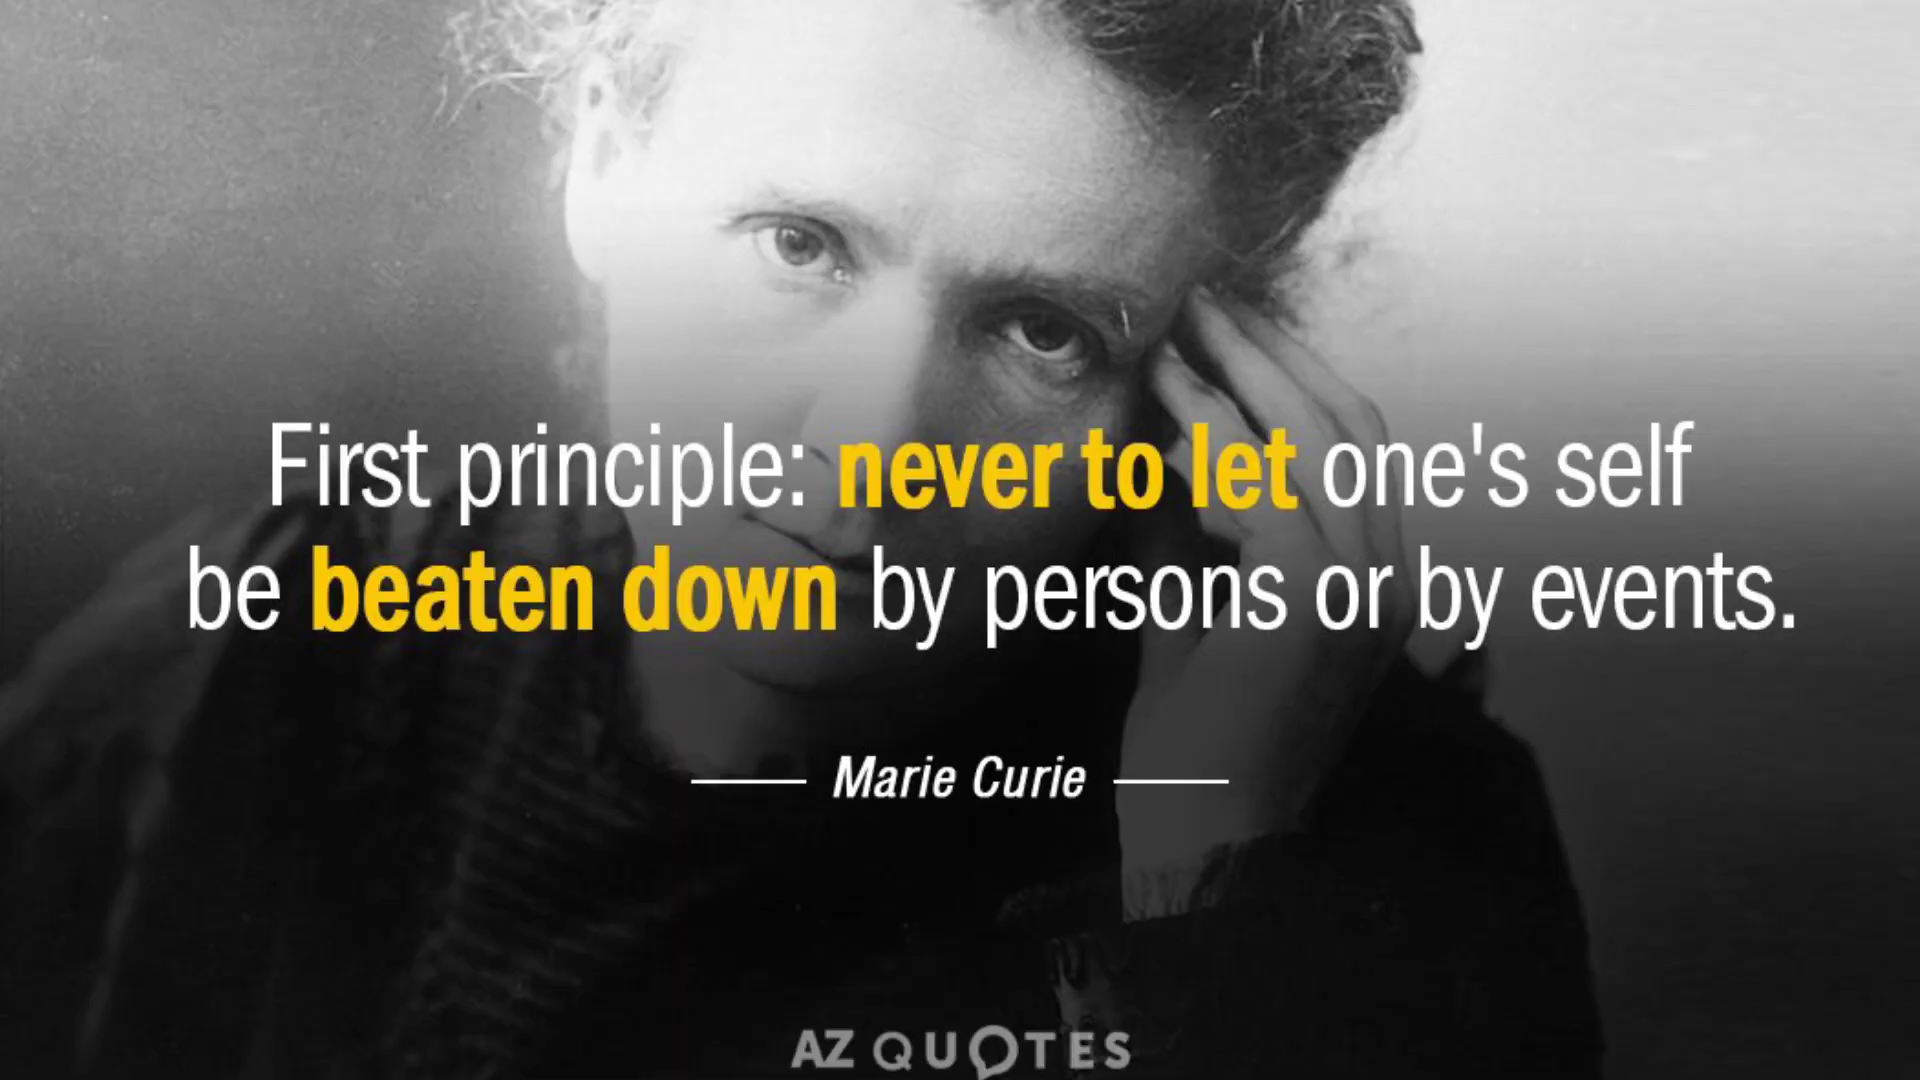 First principle: never to let one's self
be beaten down by persons or by events.
Marie Curie
AZ QUOTES